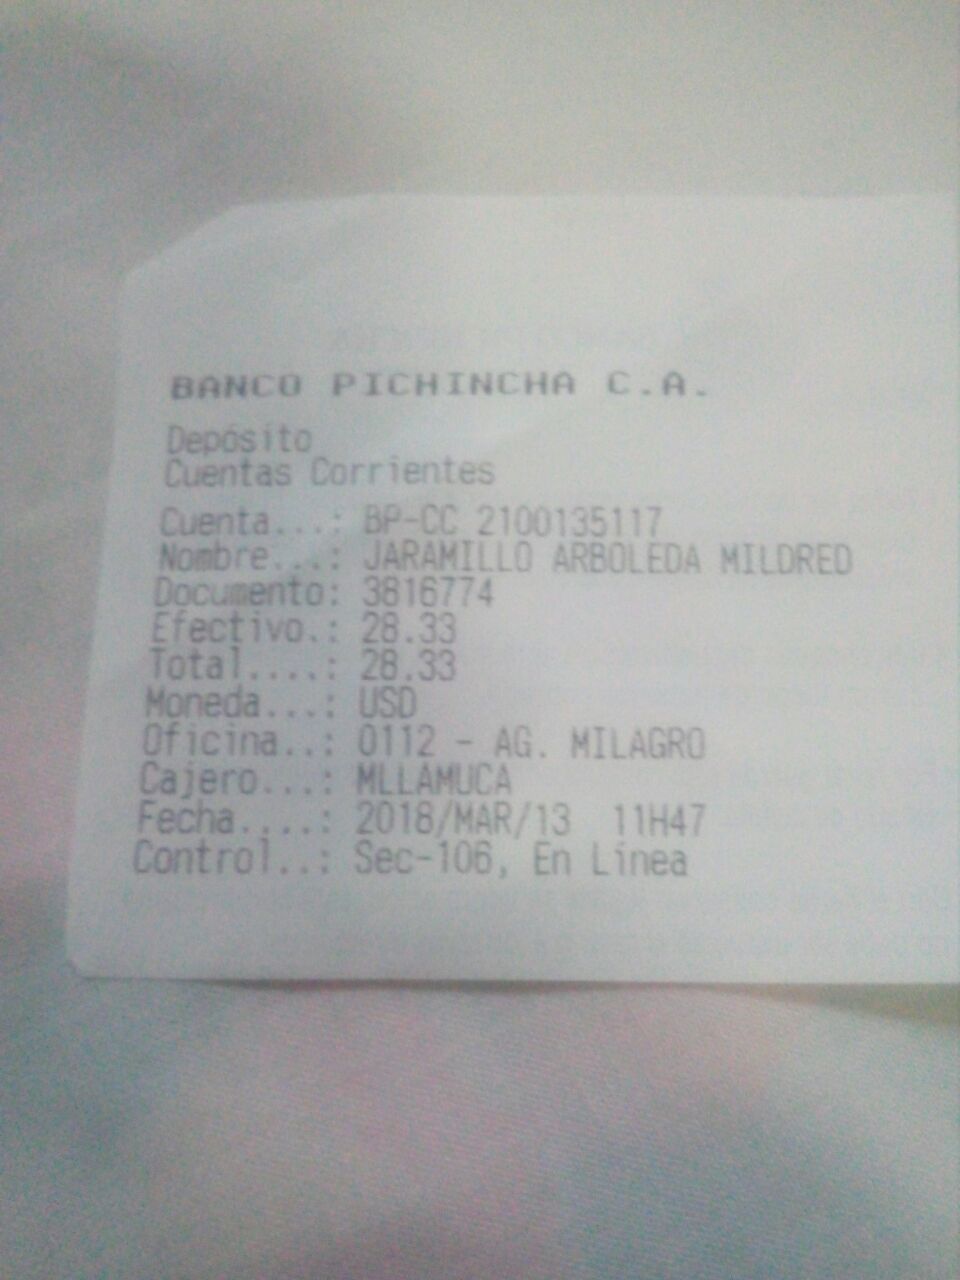 BANCO PICHINCHA C.A.
Depósito
Cuentas Corrientes
Cuenta...: BP-CC 2100135117
Nombre...: JARAMILLO ARBOLEDA MILDRED
Documento: 3816774
Efectivo.: 28.33
Total....: 28.33
Moneda...: USD
Oficina..: 0112 - AG. MILAGRO
Cajero...: MLLAMUCA
Fecha....: 2018/MAR/13 11H47
Control..: Sec-106, En Línea